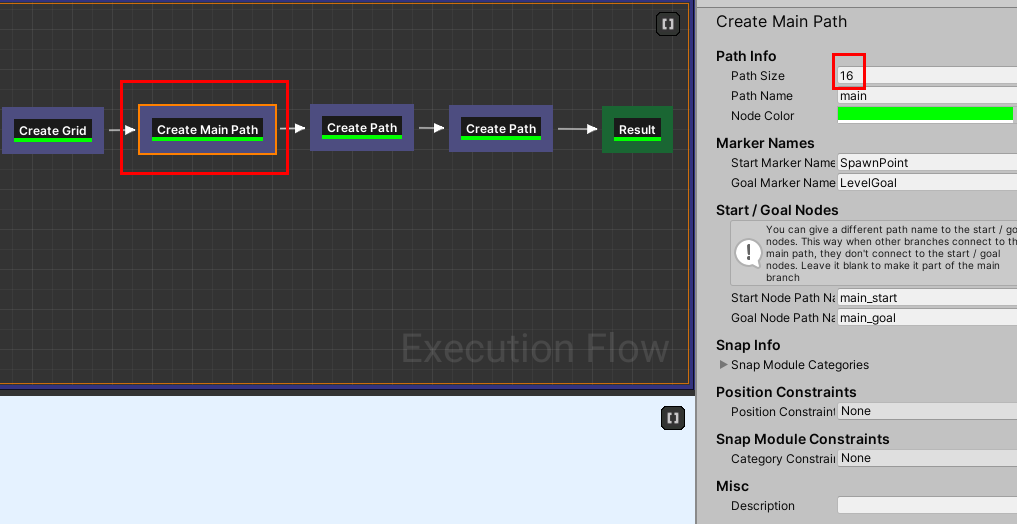 Create Grid
Create Main Path
Create Path
Create Path
Result
Execution Flow
Create Main Path
Path Info
Path Size
16
Path Name
main
Node Color
Marker Names
Start Marker Name
SpawnPoint
Goal Marker Name
LevelGoal
Start / Goal Nodes
You can give a different path name to the start / go
nodes. This way when other branches connect to th
main path, they don't connect to the start / goal
nodes. Leave it blank to make it part of the main
branch
Start Node Path Na
main_start
Goal Node Path Na
main_goal
Snap Info
Snap Module Categories
Position Constraints
Position Constraint
None
Snap Module Constraints
Category Constrai
None
Misc
Description